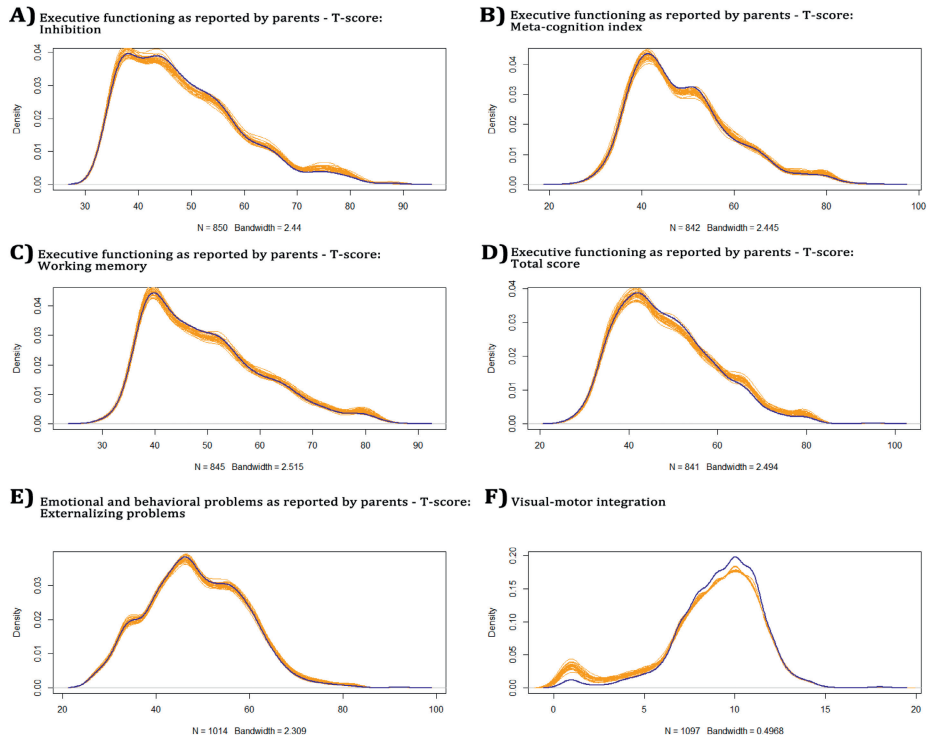 A) Executive functioning as reported by parents - T-score:
Inhibition
Density
0.00 0.01 0.02 0.03 0.04
30 40 50 60 70 80 90
N = 850 Bandwidth = 2.44
B) Executive functioning as reported by parents - T-score:
Meta-cognition index
Density
0.00 0.01 0.02 0.03 0.04
20 40 60 80 100
N = 842 Bandwidth = 2.445
C) Executive functioning as reported by parents - T-score:
Working memory
Density
0.00 0.01 0.02 0.03 0.04
30 40 50 60 70 80 90
N = 845 Bandwidth = 2.515
D) Executive functioning as reported by parents - T-score:
Total score
Density
0.00 0.01 0.02 0.03 0.04
20 40 60 80 100
N = 841 Bandwidth = 2.494
E) Emotional and behavioral problems as reported by parents - T-score:
Externalizing problems
Density
0.00 0.01 0.02 0.03
20 40 60 80 100
N = 1014 Bandwidth = 2.309
F) Visual-motor integration
Density
0.00 0.05 0.10 0.15 0.20
0 5 10 15 20
N = 1097 Bandwidth = 0.4968